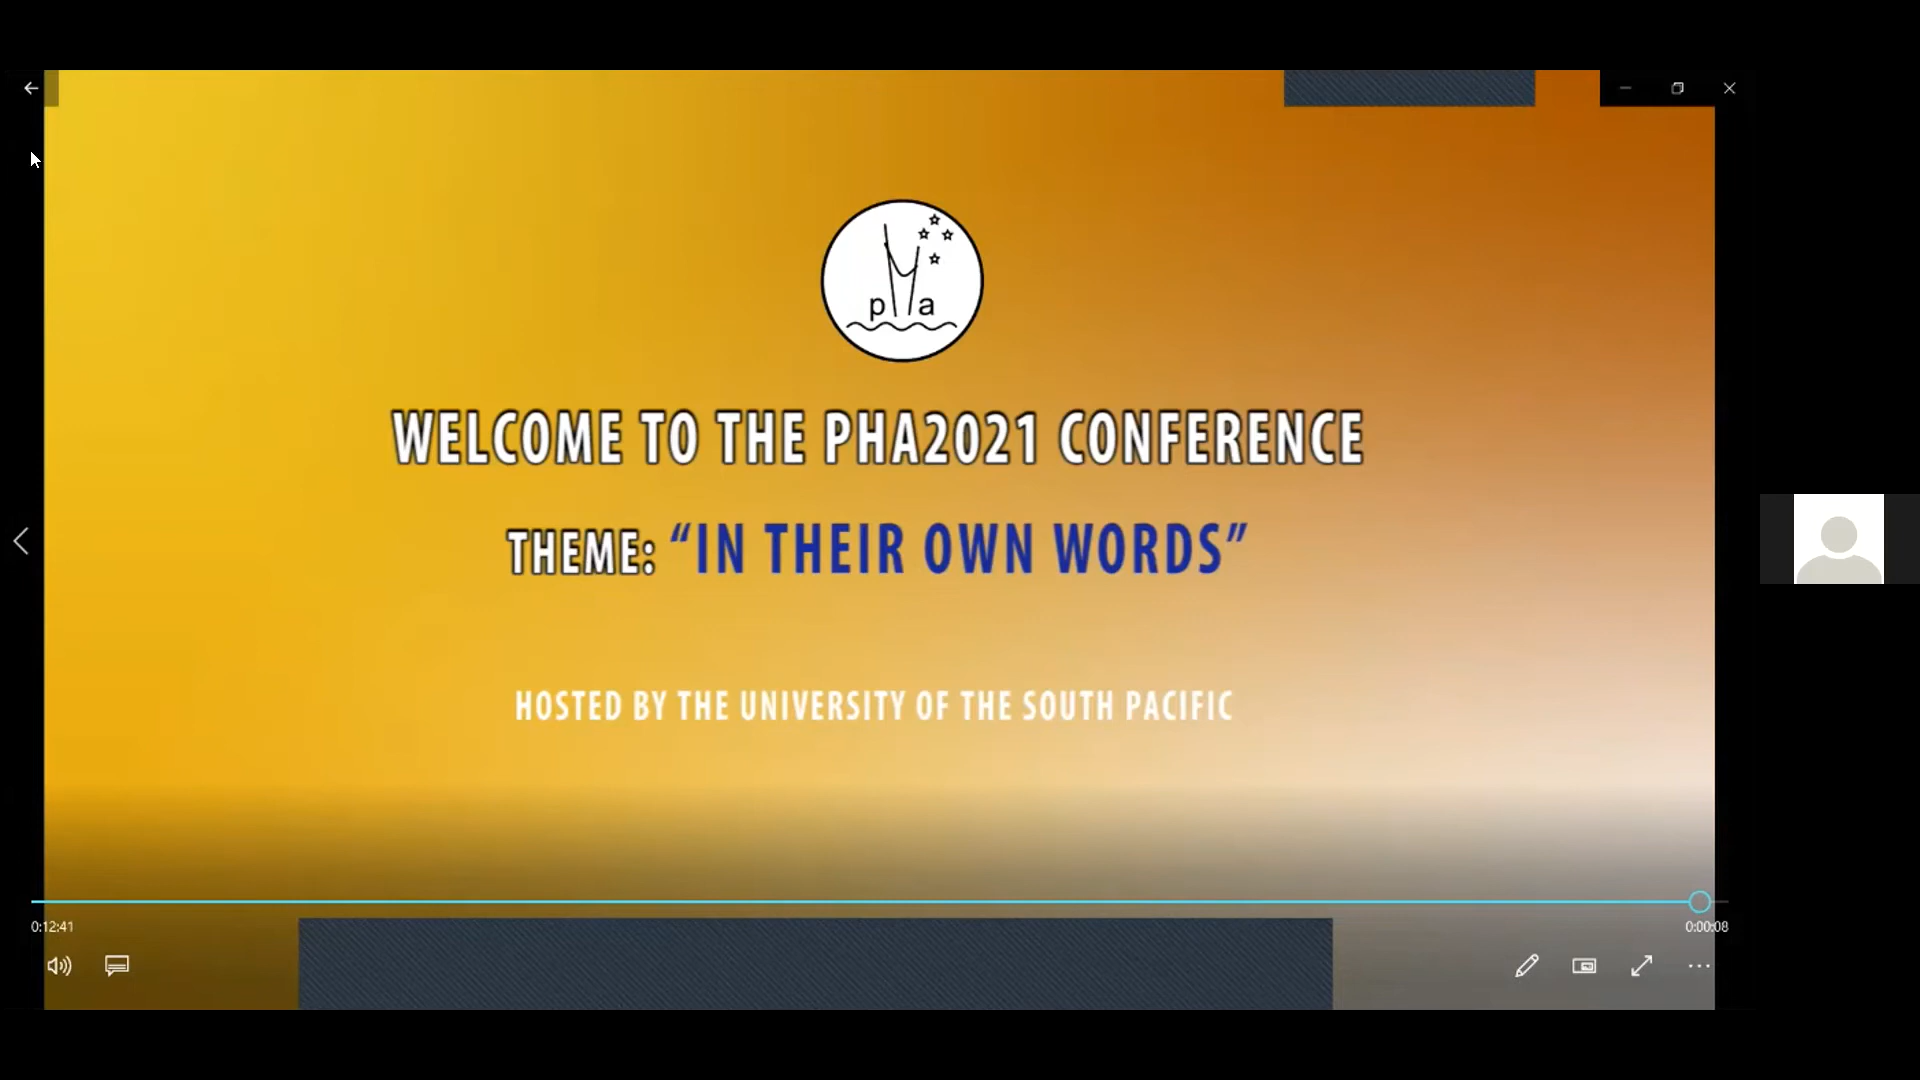 p a
WELCOME TO THE PHA2021 CONFERENCE
THEME: “IN THEIR OWN WORDS”
HOSTED BY THE UNIVERSITY OF THE SOUTH PACIFIC
0:12:41
0:00:08